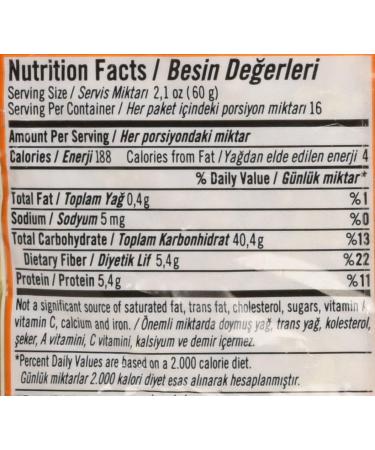 Nutrition Facts / Besin Değerleri
Serving Size / Servis Miktarı 2,1 oz ( 60 g)
Serving Per Container / Her paket içindeki porsiyon miktarı 16
Amount Per Serving / Her porsiyondaki miktar
Calories / Enerji 188 Calories from Fat / Yağdan elde edilen enerji 4
% Daily Value / Günlük miktar*
Total Fat / Toplam Yağ 0,4g %1
Sodium / Sodyum 5 mg %0
Total Carbohydrate / Toplam Karbonhidrat 40,4g %13
Dietary Fiber / Diyetik Lif 5,4g %22
Protein / Protein 5,4g %11
Not a significant source of saturated fat, trans fat, cholesterol, sugars, vitamin A,
vitamin C, calcium and iron. / Önemli miktarda doymuş yağ, trans yağ, kolesterol,
şeker, A vitamini, C vitamini, kalsiyum ve demir içermez.
*Percent Daily Values are based on a 2.000 calorie diet.
Günlük miktarlar 2.000 kalori diyet esas alınarak hesaplanmıştır.